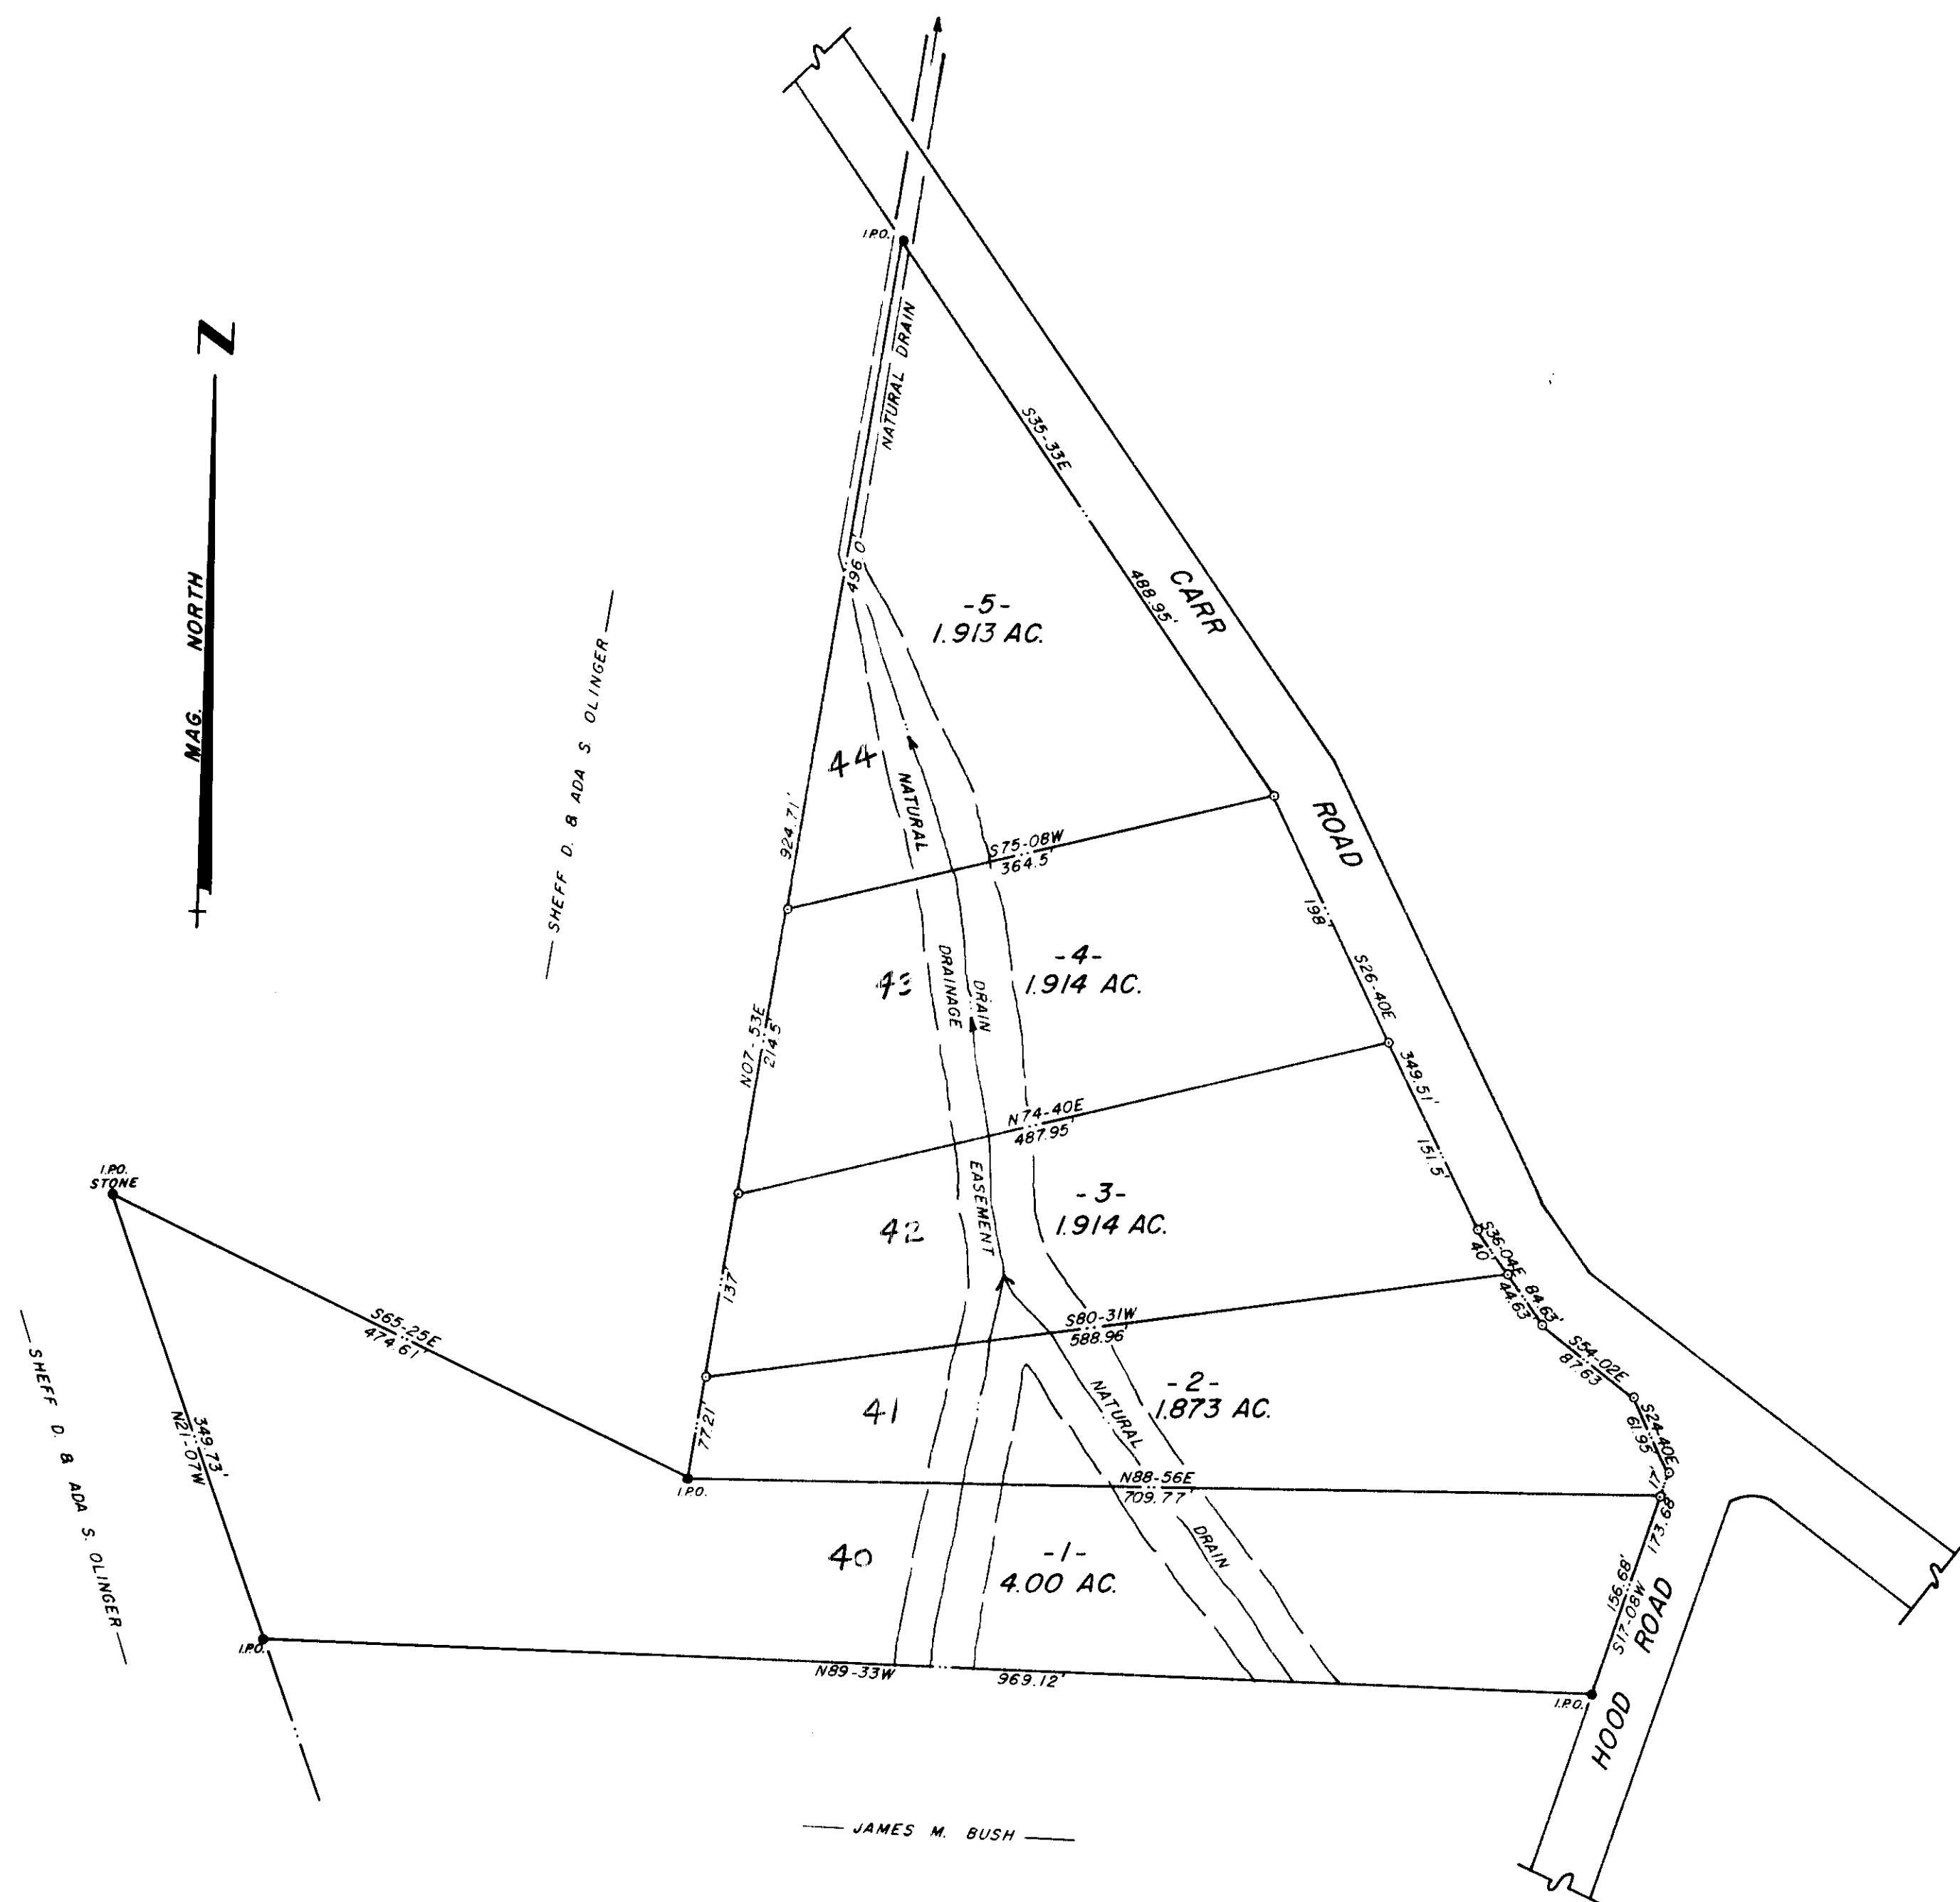 I.P.O.
NATURAL DRAIN
N
MAG. NORTH
S35-33E
488.95'
CARR
ROAD
496.0'
-5-
1.913 AC.
SHEFF D. & ADA S. OLINGER
44
NATURAL
924.71'
S75-08W
364.5'
198'
S26-40E
349.51'
151.5'
43
DRAINAGE
DRAIN
-4-
1.914 AC.
N07-53E
214.5'
N74-40E
487.95'
I.P.O.
STONE
EASEMENT
-3-
1.914 AC.
42
137'
S36-04E
40'
84.63'
44.63'
S80-31W
588.96'
S54-02E
87.63
S65-25E
474.61'
SHEFF D. & ADA S. OLINGER
349.73'
N21-07W
77.21'
41
NATURAL
-2-
1.873 AC.
S24-40E
61.95'
17'
173.68
I.P.O.
N88-56E
709.77'
DRAIN
40
-1-
4.00 AC.
156.68'
S17-08W
HOOD ROAD
I.P.O.
N89-33W
969.12'
I.P.O.
JAMES M. BUSH